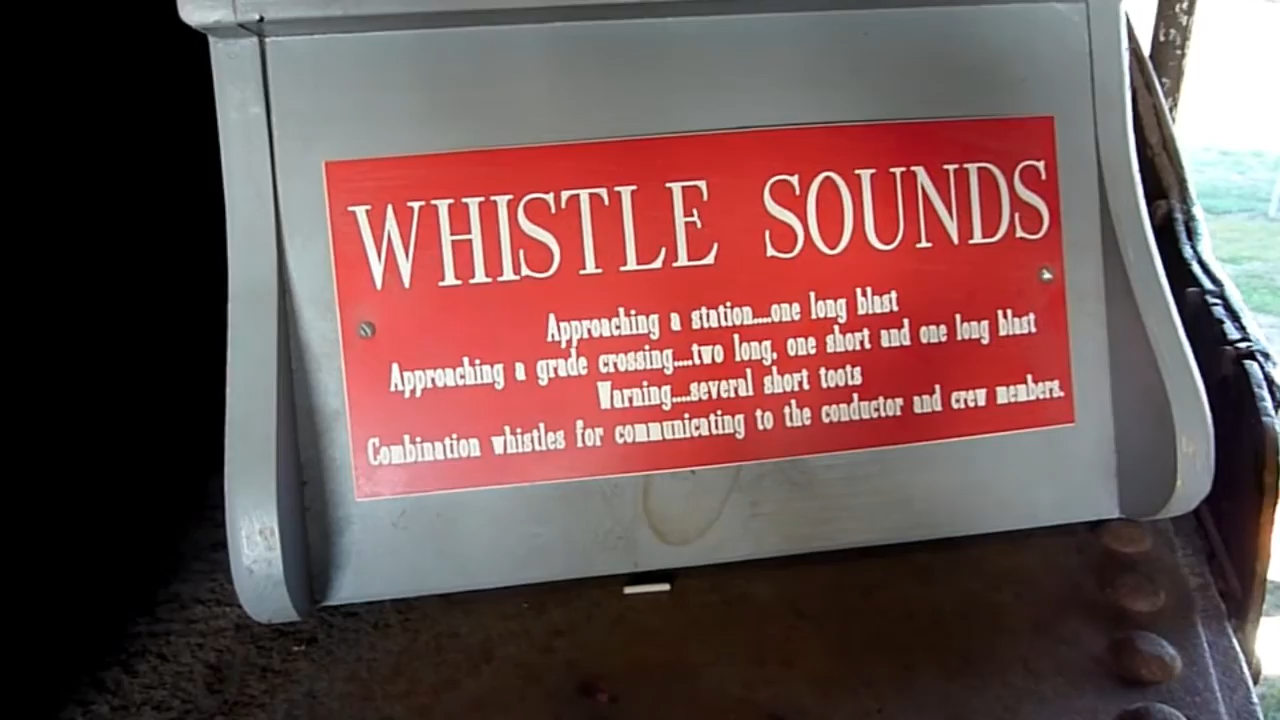 WHISTLE SOUNDS
Approaching a station....one long blast
Approaching a grade crossing....two long, one short and one long blast
Warning....several short toots
Combination whistles for communicating to the conductor and crew members.